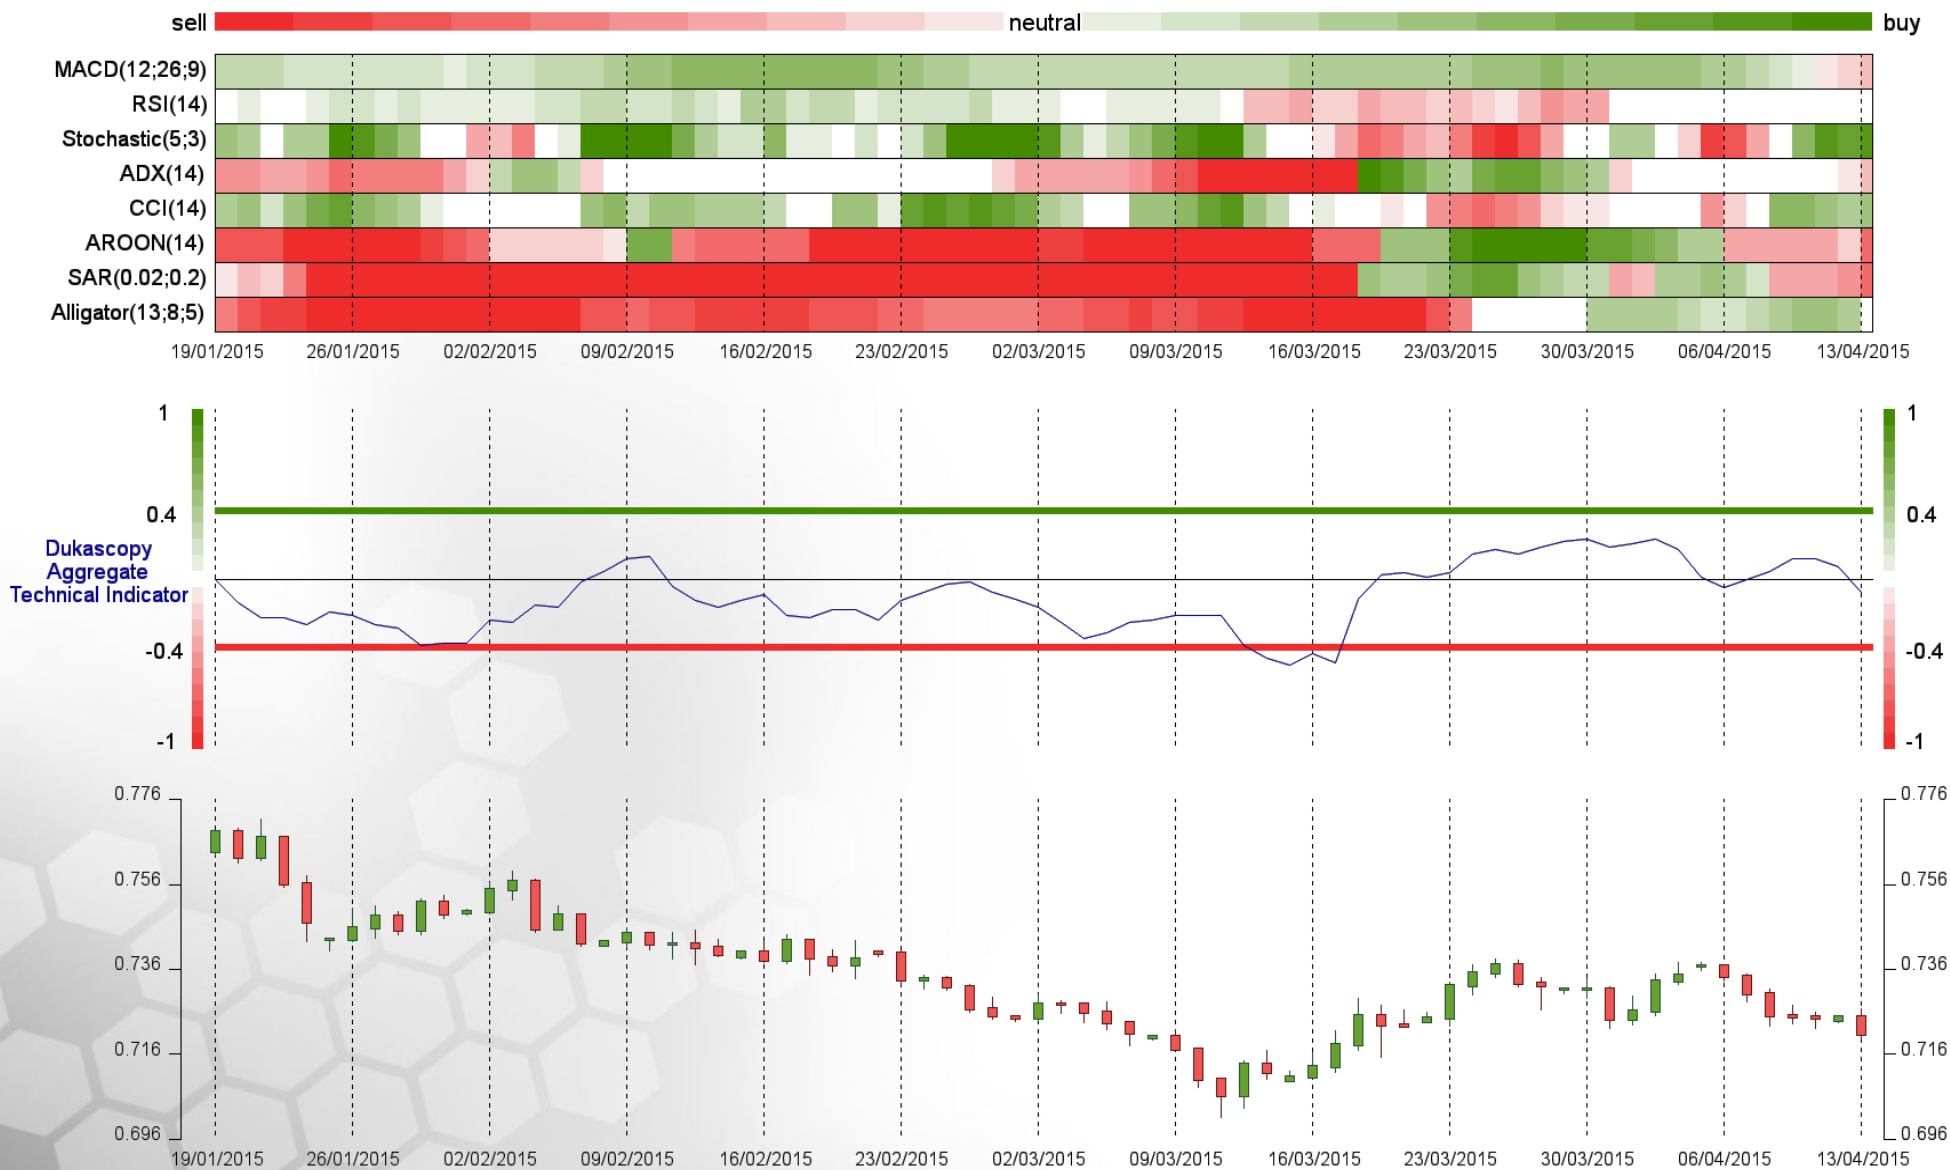 sell neutral buy
MACD(12;26;9)
RSI(14)
Stochastic(5;3)
ADX(14)
CCI(14)
AROON(14)
SAR(0.02;0.2)
Alligator(13;8;5)
19/01/2015 26/01/2015 02/02/2015 09/02/2015 16/02/2015 23/02/2015 02/03/2015 09/03/2015 16/03/2015 23/03/2015 30/03/2015 06/04/2015 13/04/2015
1 1
0.4 0.4
Dukascopy
Aggregate
Technical Indicator
-0.4 -0.4
-1 -1
0.776 0.776
0.756 0.756
0.736 0.736
0.716 0.716
0.696 0.696
19/01/2015 26/01/2015 02/02/2015 09/02/2015 16/02/2015 23/02/2015 02/03/2015 09/03/2015 16/03/2015 23/03/2015 30/03/2015 06/04/2015 13/04/2015